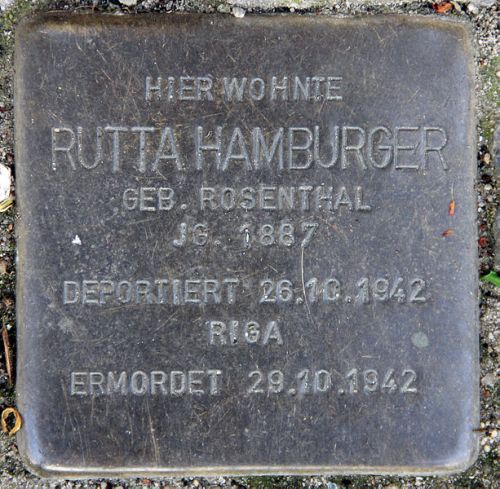 HIER WOHNTE
RUTTA HAMBURGER
GEB. ROSENTHAL
JG. 1887
DEPORTIERT 26.10.1942
RIGA
ERMORDET 29.10.1942